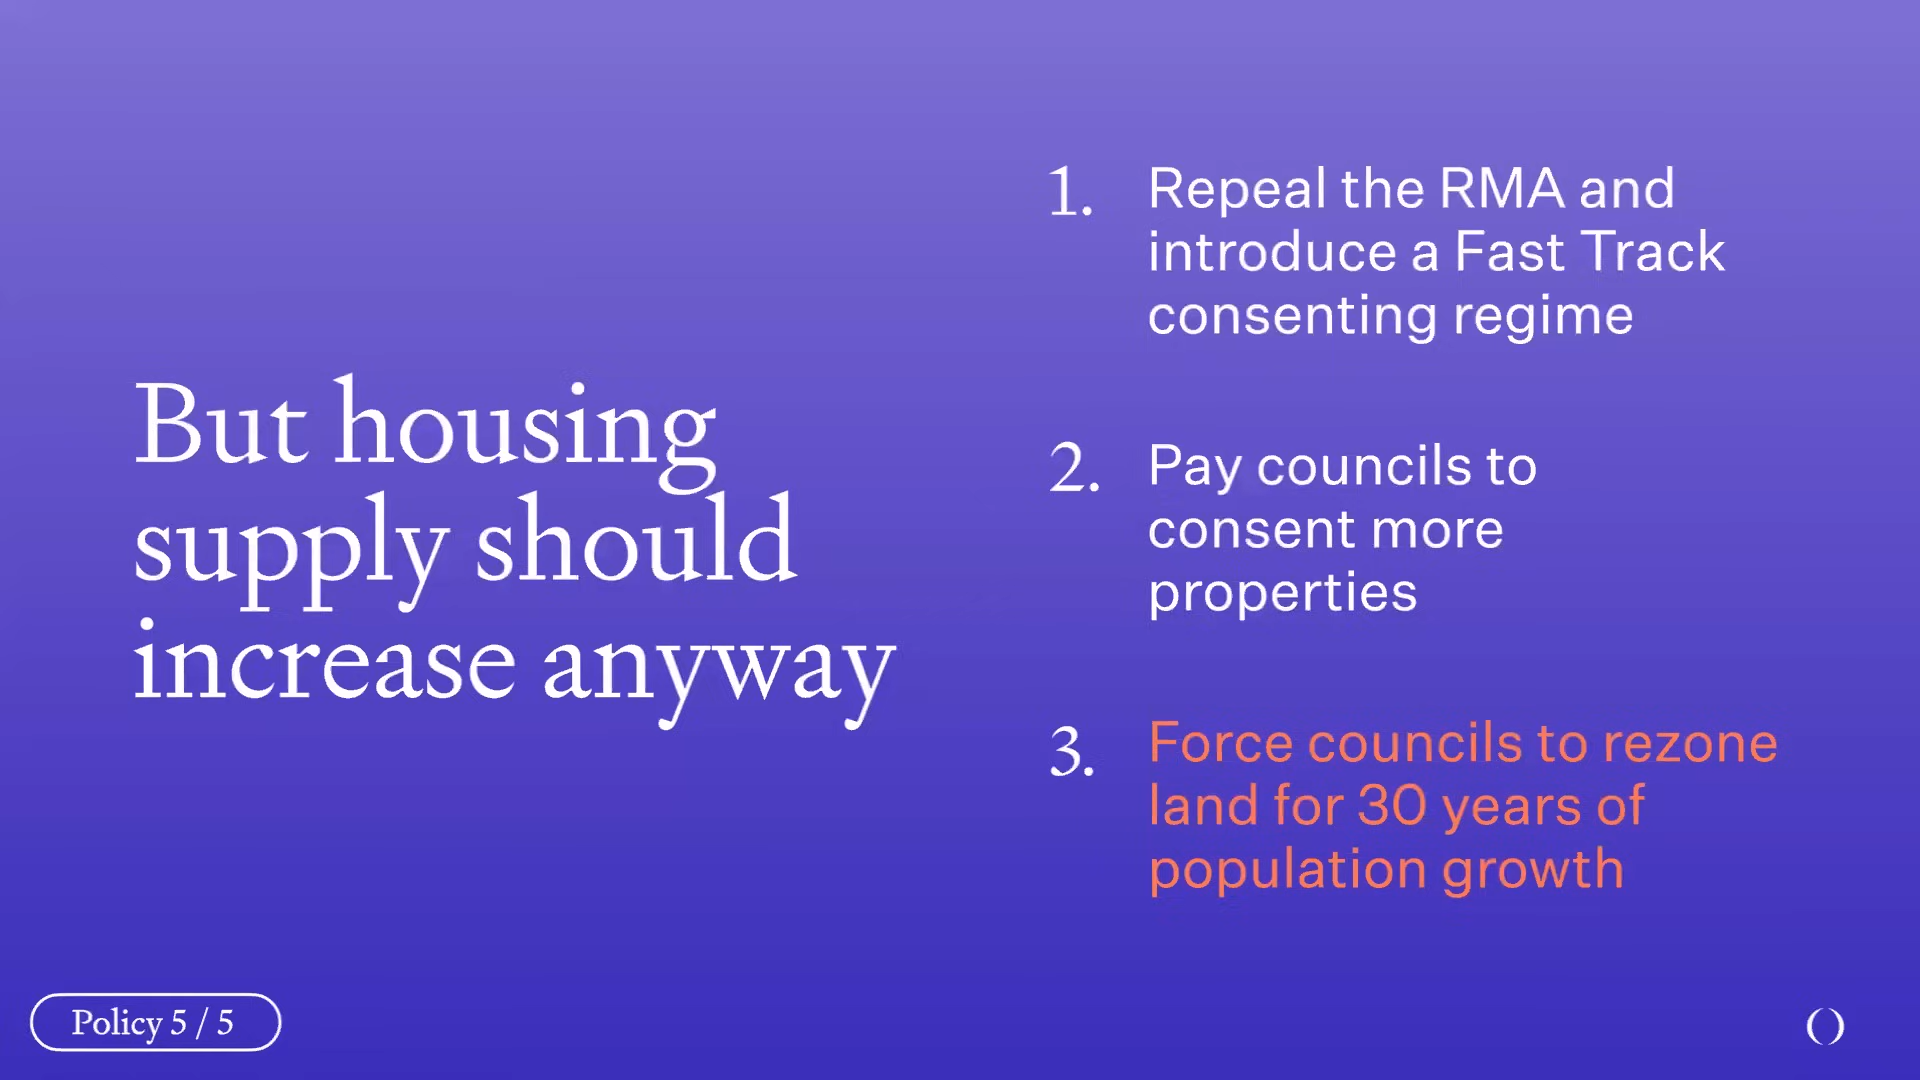 But housing
supply should
increase anyway
1. Repeal the RMA and
introduce a Fast Track
consenting regime
2. Pay councils to
consent more
properties
3. Force councils to rezone
land for 30 years of
population growth
Policy 5 / 5